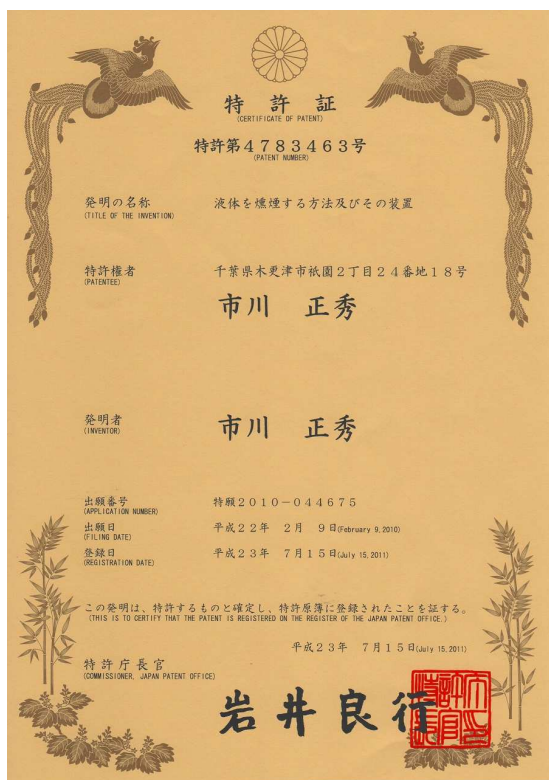 特許証
(CERTIFICATE OF PATENT)
特許第4783463号
(PATENT NUMBER)
発明の名称 液体を燻煙する方法及びその装置
(TITLE OF THE INVENTION)
特許権者 千葉県木更津市祇園2丁目24番地18号
(PATENTEE)
市川 正秀
発明者 市川 正秀
(INVENTOR)
出願番号 特願2010-044675
(APPLICATION NUMBER)
出願日 平成22年 2月 9日(February 9,2010)
(FILING DATE)
登録日 平成23年 7月15日(July 15,2011)
(REGISTRATION DATE)
この発明は、特許するものと確定し、特許原簿に登録されたことを証する。
(THIS IS TO CERTIFY THAT THE PATENT IS REGISTERED ON THE REGISTER OF THE JAPAN PATENT OFFICE.)
平成23年 7月15日(July 15,2011)
特許庁長官
(COMMISSIONER, JAPAN PATENT OFFICE)
岩井良行